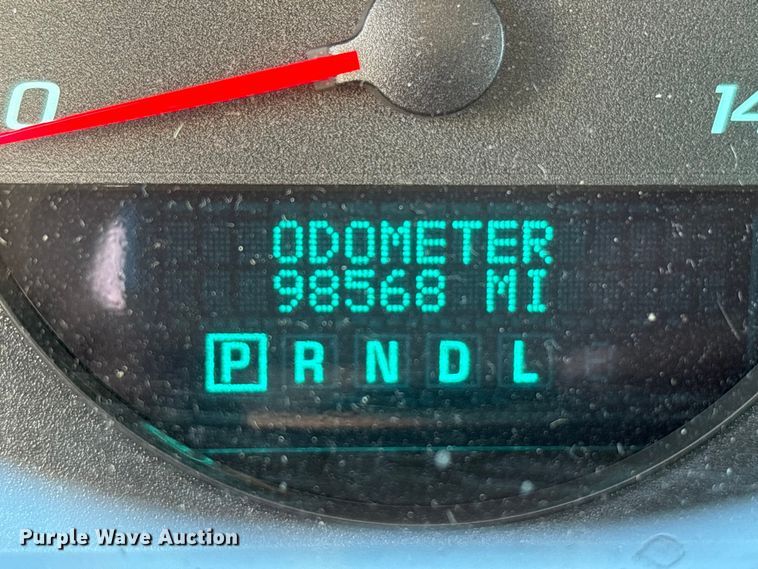 0
14
ODOMETER
98568 MI
P R N D L
Purple Wave Auction